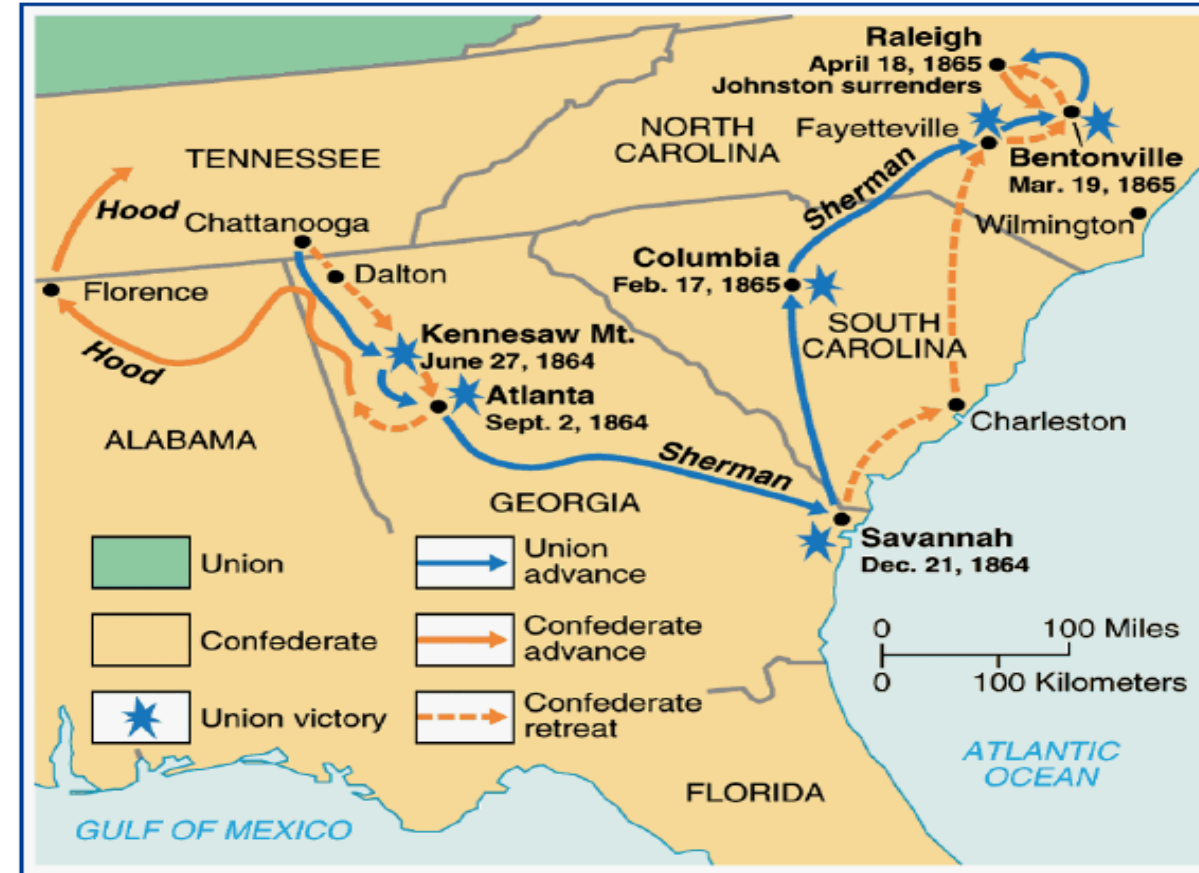 Raleigh
April 18, 1865
Johnston surrenders
NORTH
CAROLINA
Fayetteville
TENNESSEE
Bentonville
Mar. 19, 1865
Sherman
Hood
Chattanooga
Wilmington
Columbia
Feb. 17, 1865
Dalton
Florence
SOUTH
CAROLINA
Kennesaw Mt.
June 27, 1864
Hood
Atlanta
Sept. 2, 1864
Charleston
ALABAMA
Sherman
GEORGIA
Savannah
Dec. 21, 1864
Union
Confederate
Union victory
Union
advance
Confederate
advance
Confederate
retreat
0 100 Miles
0 100 Kilometers
ATLANTIC
OCEAN
FLORIDA
GULF OF MEXICO